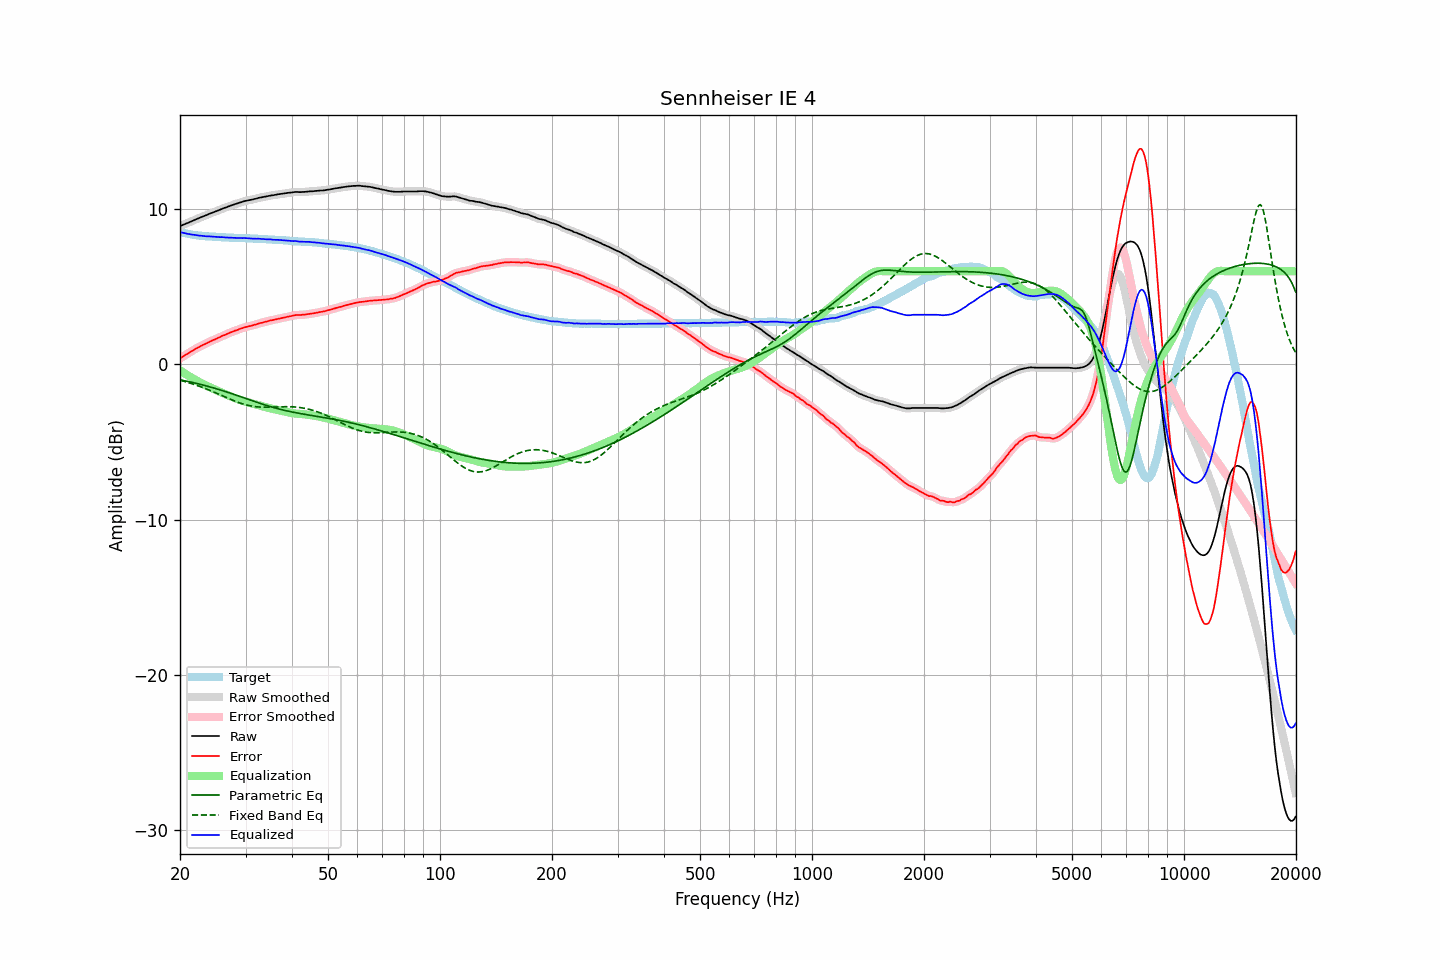 Sennheiser IE 4
Amplitude (dBr)
10
0
−10
−20
−30
Target
Raw Smoothed
Error Smoothed
Raw
Error
Equalization
Parametric Eq
Fixed Band Eq
Equalized
20 50 100 200 500 1000 2000 5000 10000 20000
Frequency (Hz)